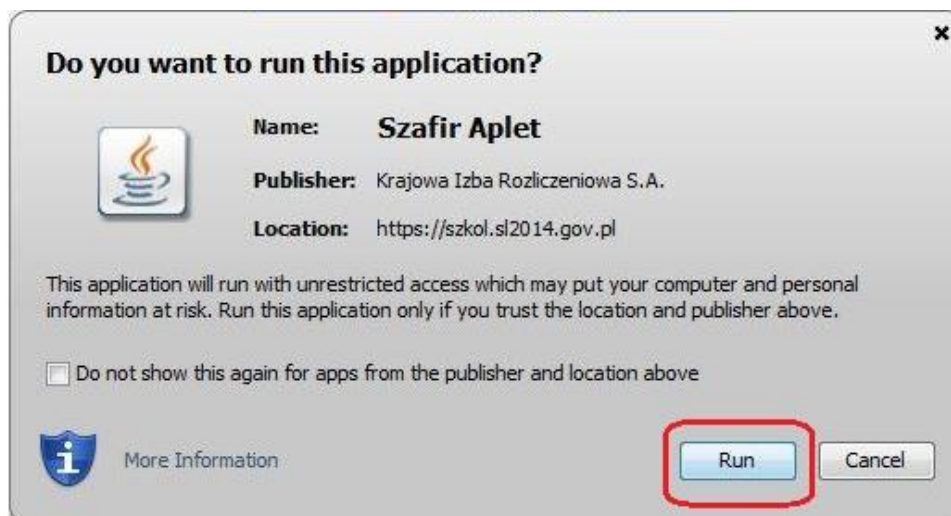 Do you want to run this application?
Name: Szafir Aplet
Publisher: Krajowa Izba Rozliczeniowa S.A.
Location: https://szkol.sl2014.gov.pl
This application will run with unrestricted access which may put your computer and personal
information at risk. Run this application only if you trust the location and publisher above.
Do not show this again for apps from the publisher and location above
More Information
Run
Cancel